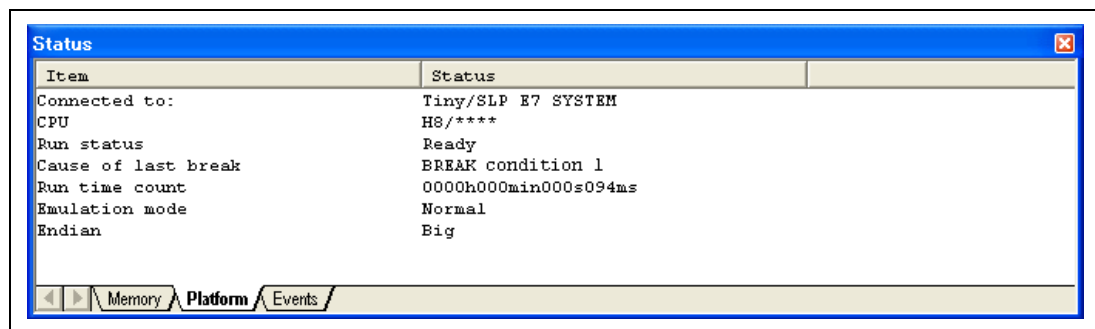 Status
Item Status
Connected to: Tiny/SLP E7 SYSTEM
CPU H8/****
Run status Ready
Cause of last break BREAK condition 1
Run time count 0000h000min000s094ms
Emulation mode Normal
Endian Big
Memory Platform Events